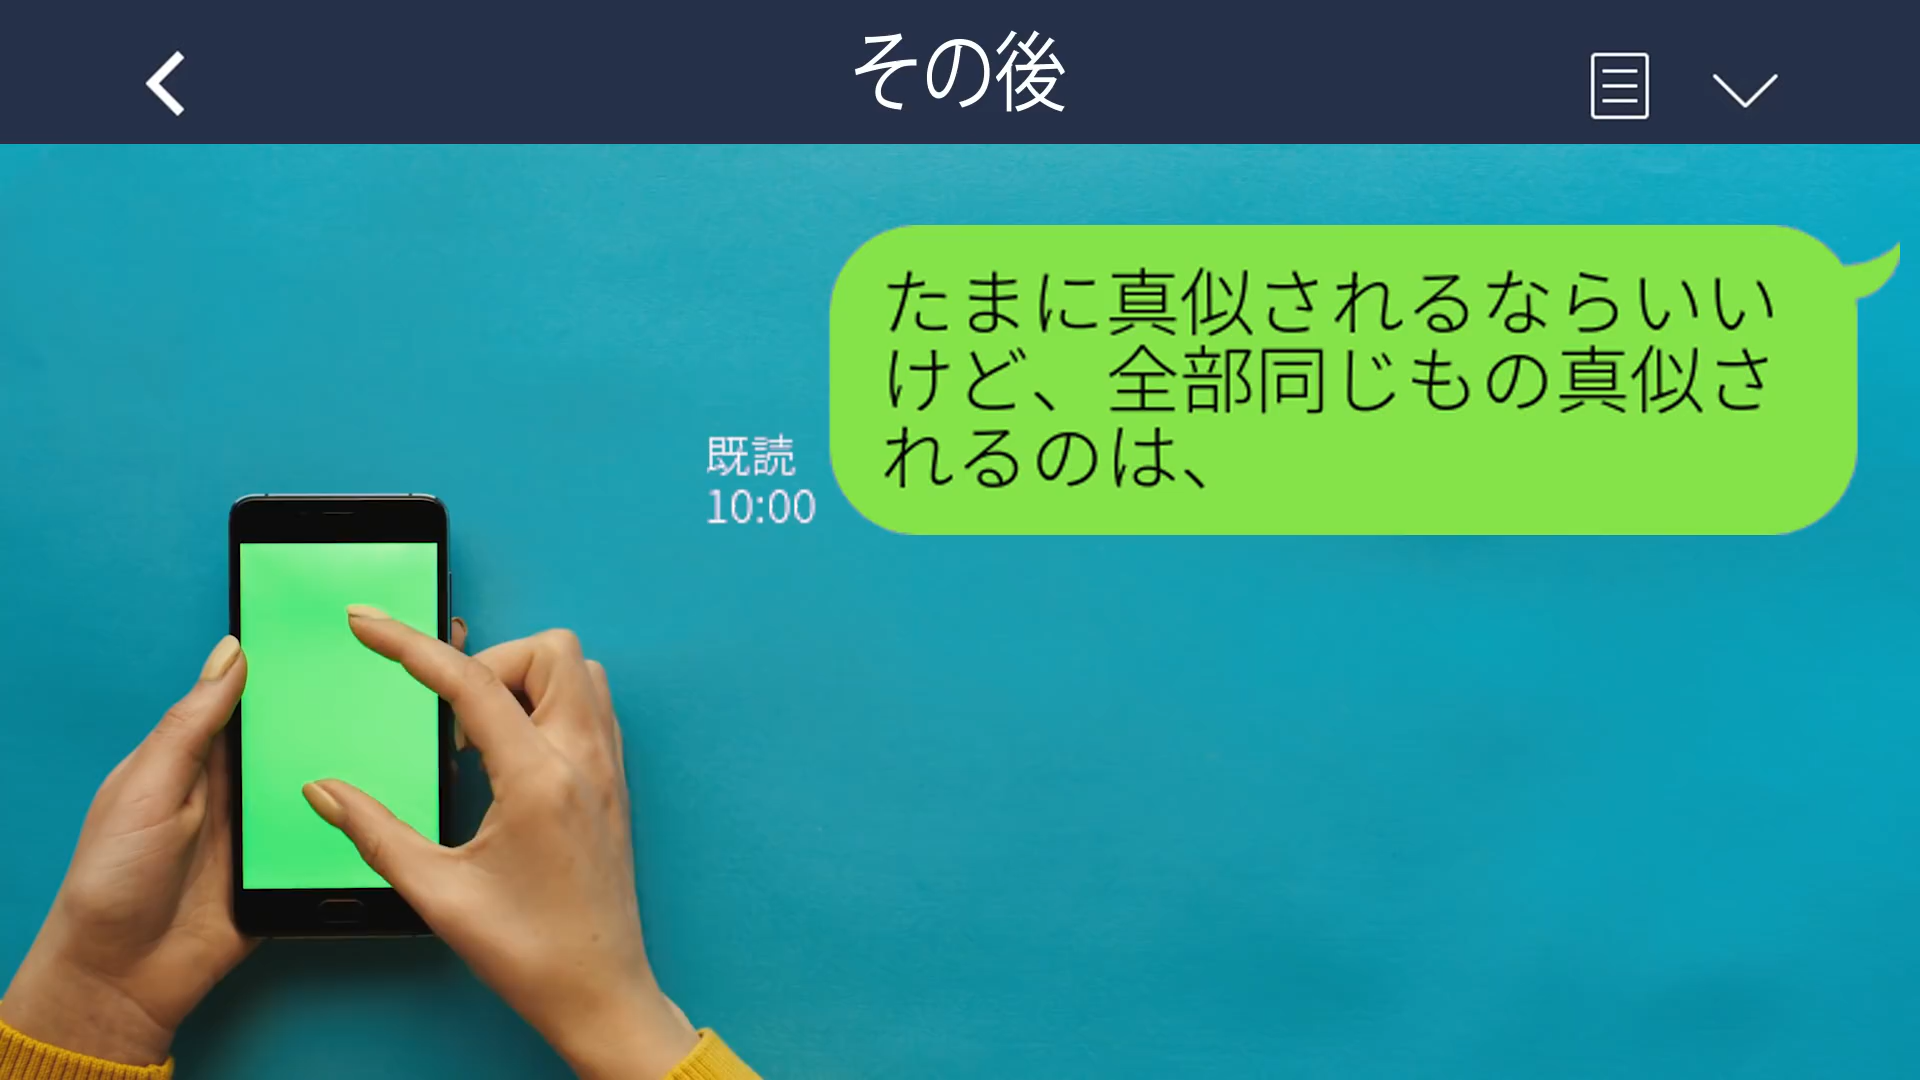 その後
たまに真似されるならいい
けど、全部同じもの真似さ
れるのは、
既読
10:00